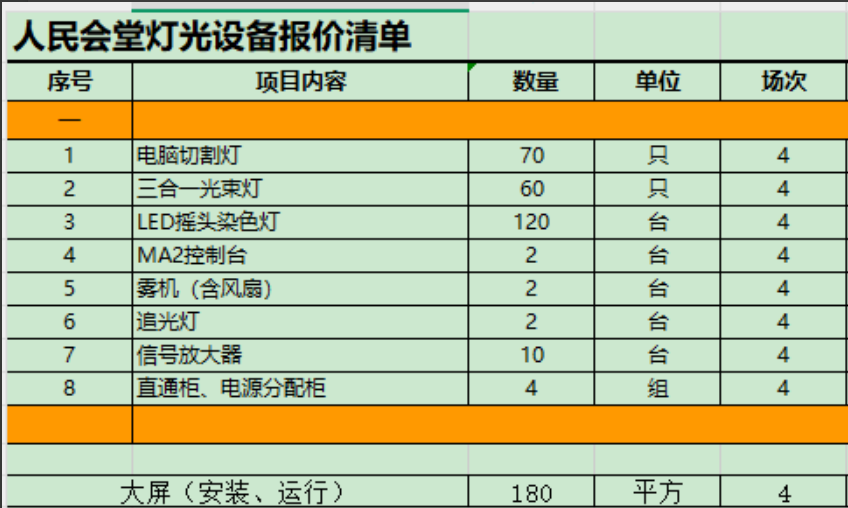 人民会堂灯光设备报价清单
序号 项目内容 数量 单位 场次
一
1 电脑切割灯 70 只 4
2 三合一光束灯 60 只 4
3 LED摇头染色灯 120 台 4
4 MA2控制台 2 台 4
5 雾机（含风扇） 2 台 4
6 追光灯 2 台 4
7 信号放大器 10 台 4
8 直通柜、电源分配柜 4 组 4
大屏（安装、运行） 180 平方 4